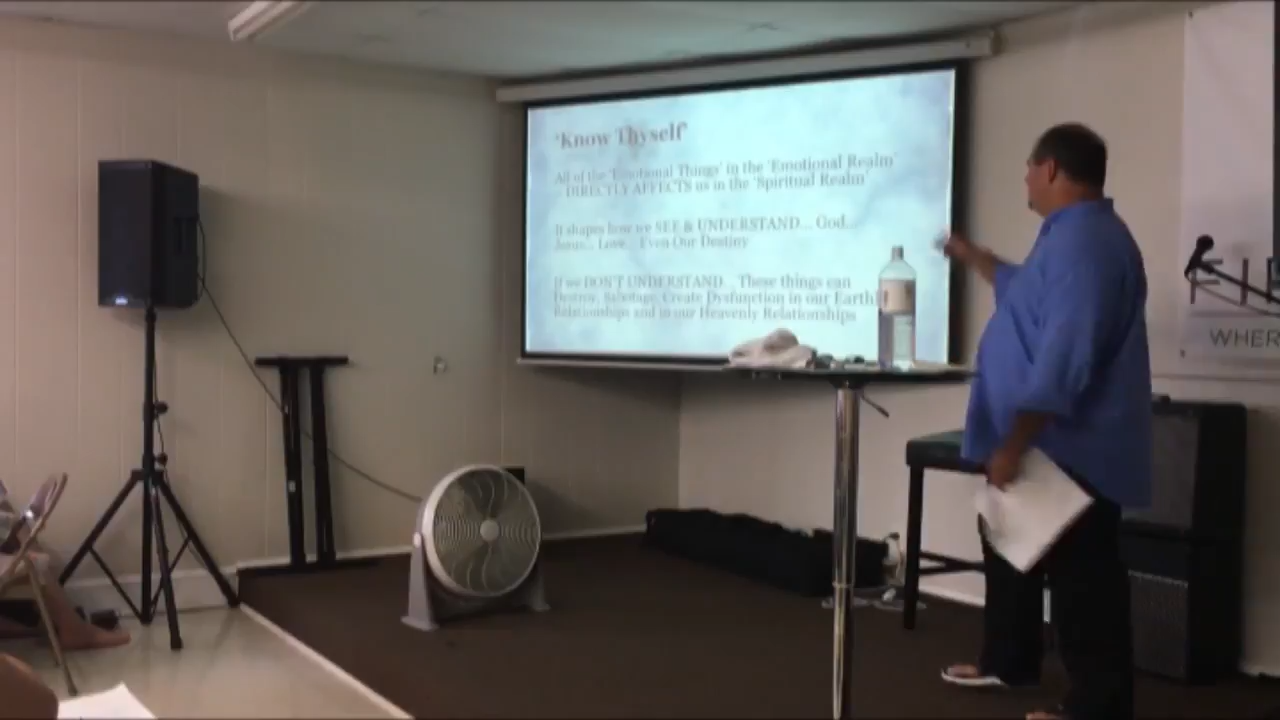 'Know Thyself'
All of the 'Emotional Things' in the 'Emotional Realm'
DIRECTLY AFFECTS us in the 'Spiritual Realm'
It shapes how we SEE & UNDERSTAND... God...
Jesus... Love... Even Our Destiny
If we DON'T UNDERSTAND... These things can
Destroy, Sabotage, Create Dysfunction in our Earthl
Relationships and in our Heavenly Relationships
WHER